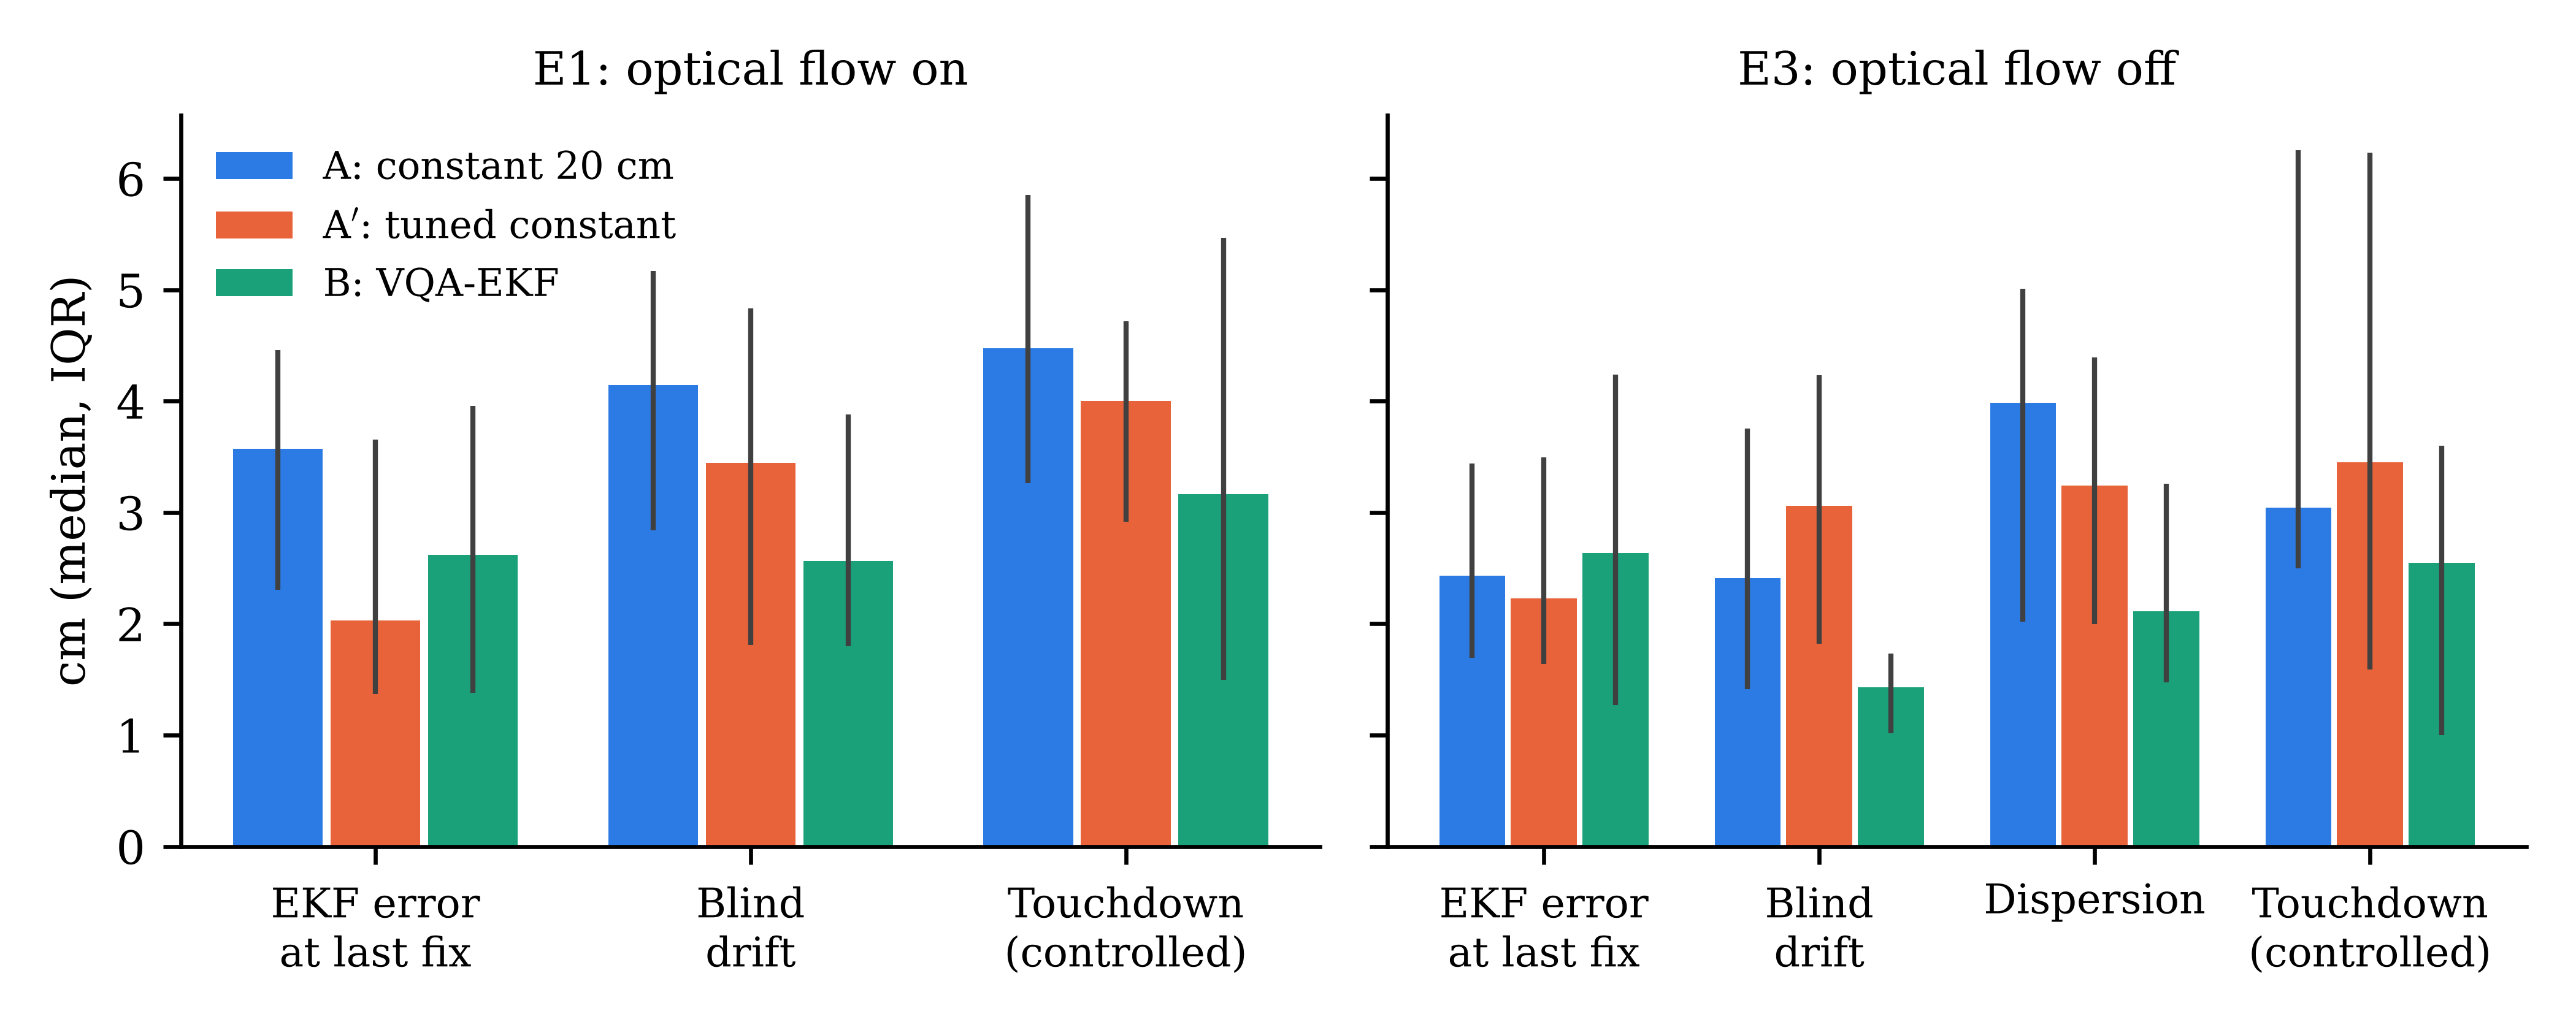 E1: optical flow on
E3: optical flow off
A: constant 20 cm
A′: tuned constant
B: VQA-EKF
cm (median, IQR)
6
5
4
3
2
1
0
EKF error
at last fix
Blind
drift
Touchdown
(controlled)
EKF error
at last fix
Blind
drift
Dispersion
Touchdown
(controlled)